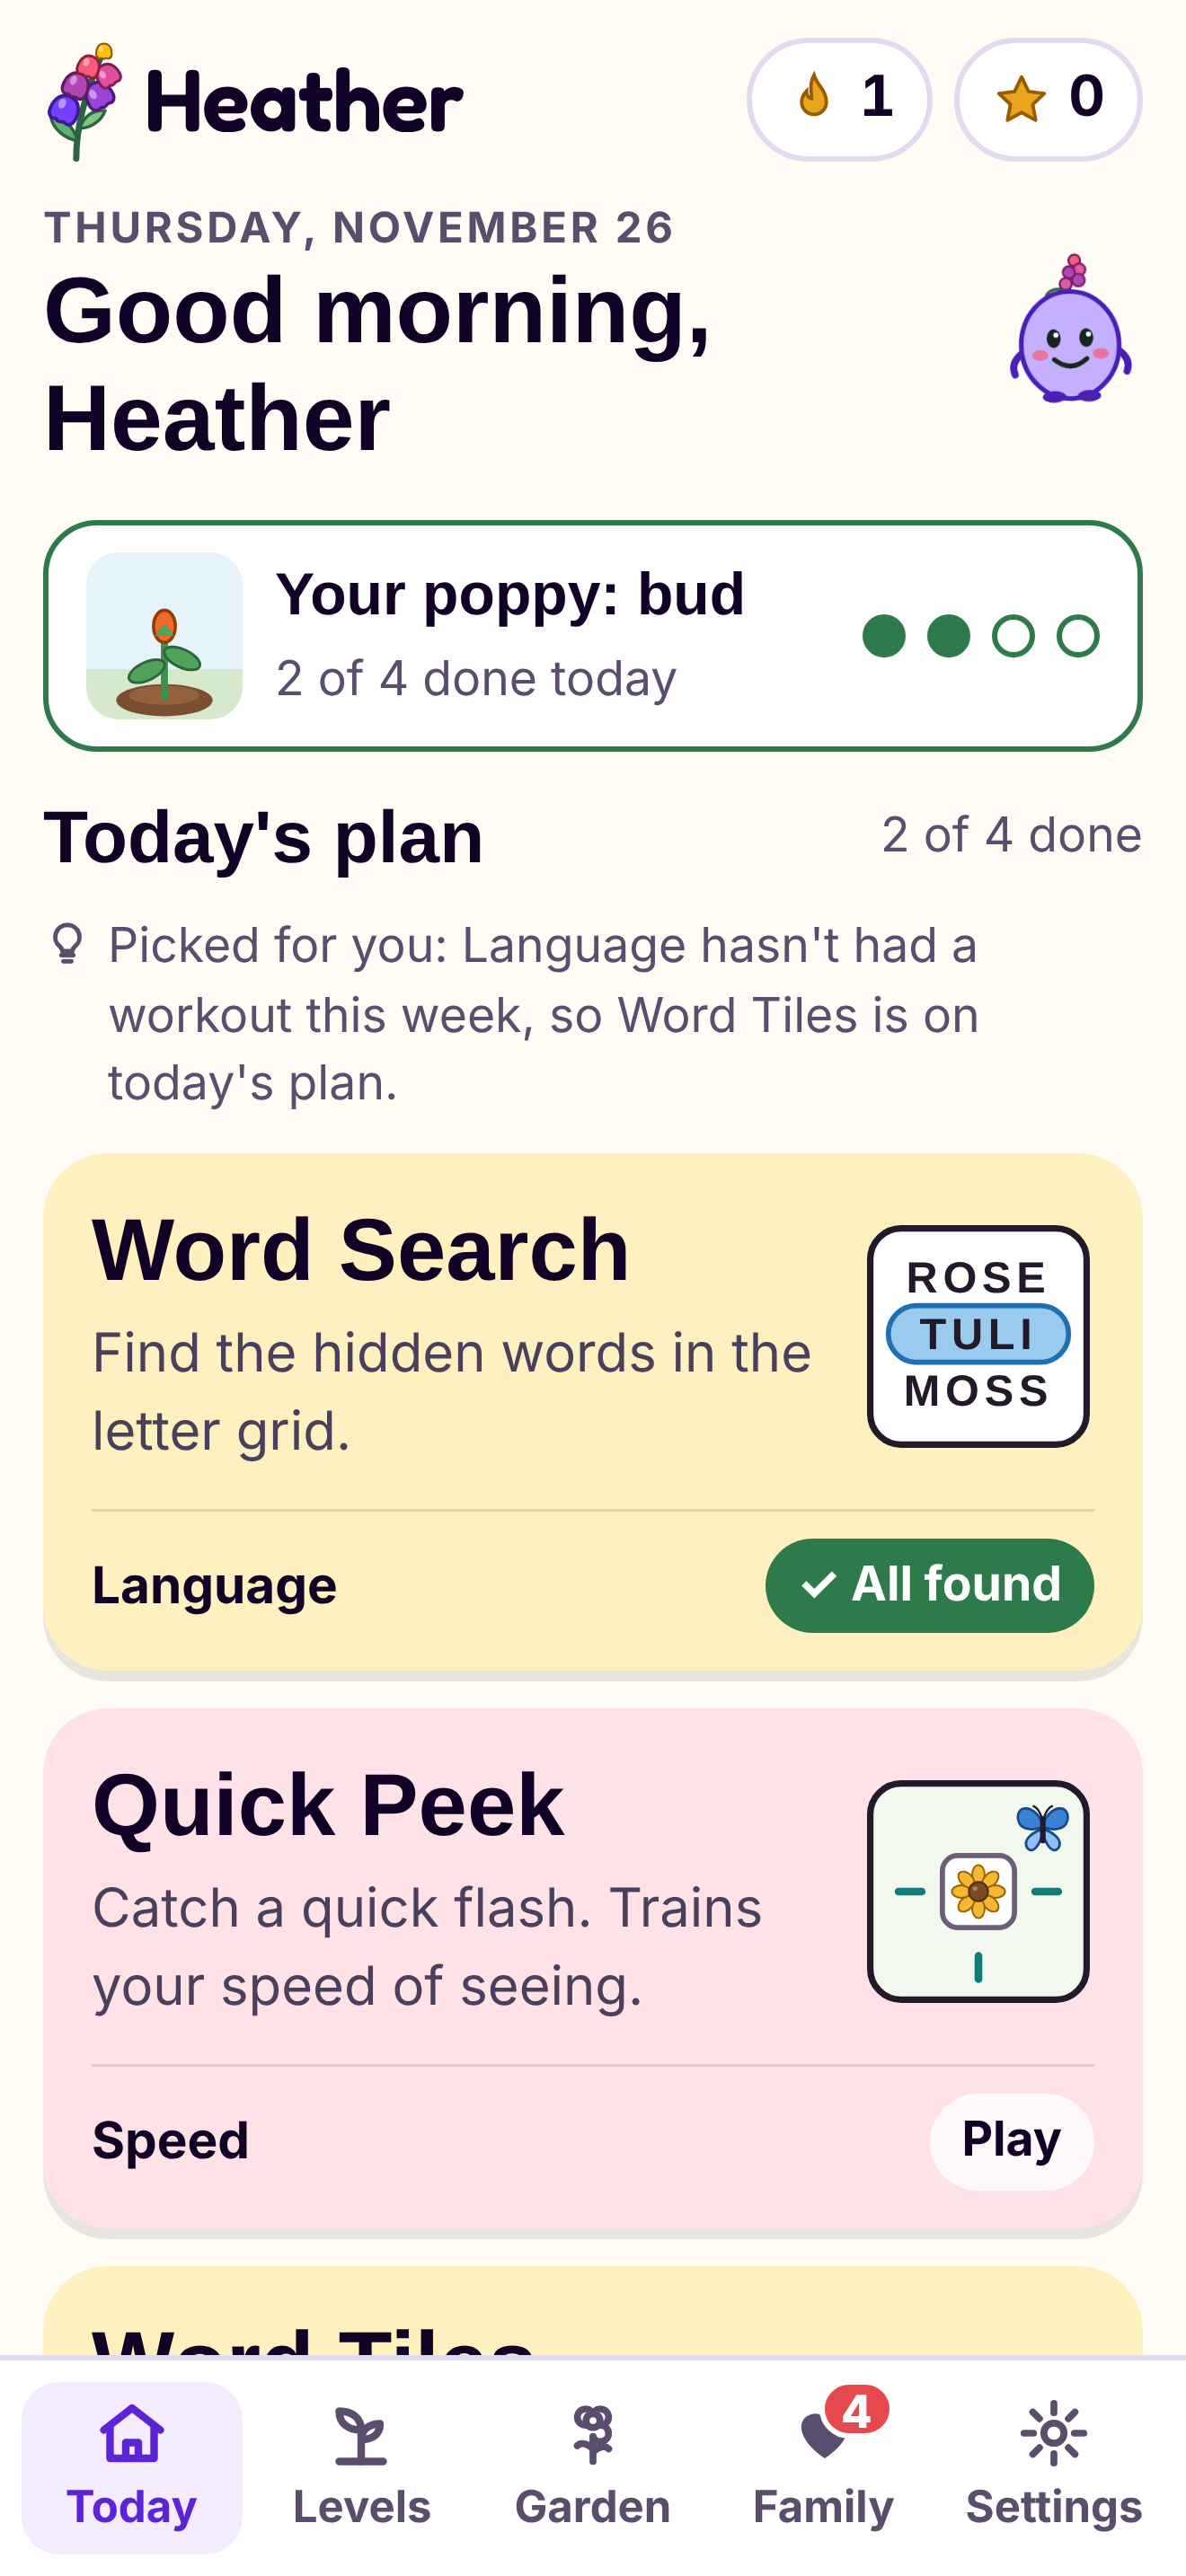 Heather
1
0
THURSDAY, NOVEMBER 26
Good morning,
Heather
Your poppy: bud
2 of 4 done today
Today's plan
2 of 4 done
Picked for you: Language hasn't had a
workout this week, so Word Tiles is on
today's plan.
Word Search
Find the hidden words in the
letter grid.
ROSE
TULI
MOSS
Language
All found
Quick Peek
Catch a quick flash. Trains
your speed of seeing.
Speed
Play
Word Tiles
4
Today
Levels
Garden
Family
Settings